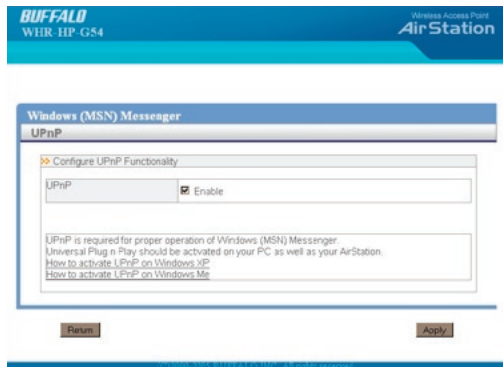 BUFFALO
WHR-HP-G54
Wireless Access Point
AirStation
Windows (MSN) Messenger
UPnP
>> Configure UPnP Functionality
UPnP
Enable
UPnP is required for proper operation of Windows (MSN) Messenger.
Universal Plug n Play should be activated on your PC as well as your AirStation.
How to activate UPnP on Windows XP
How to activate UPnP on Windows Me
Return
Apply